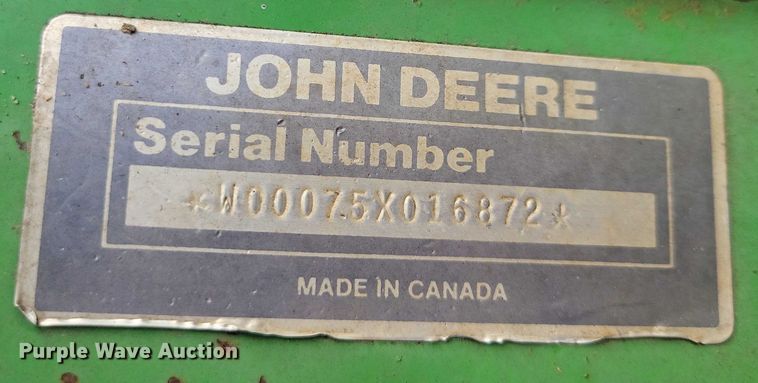 JOHN DEERE
Serial Number
*W00075X016872*
MADE IN CANADA
Purple Wave Auction